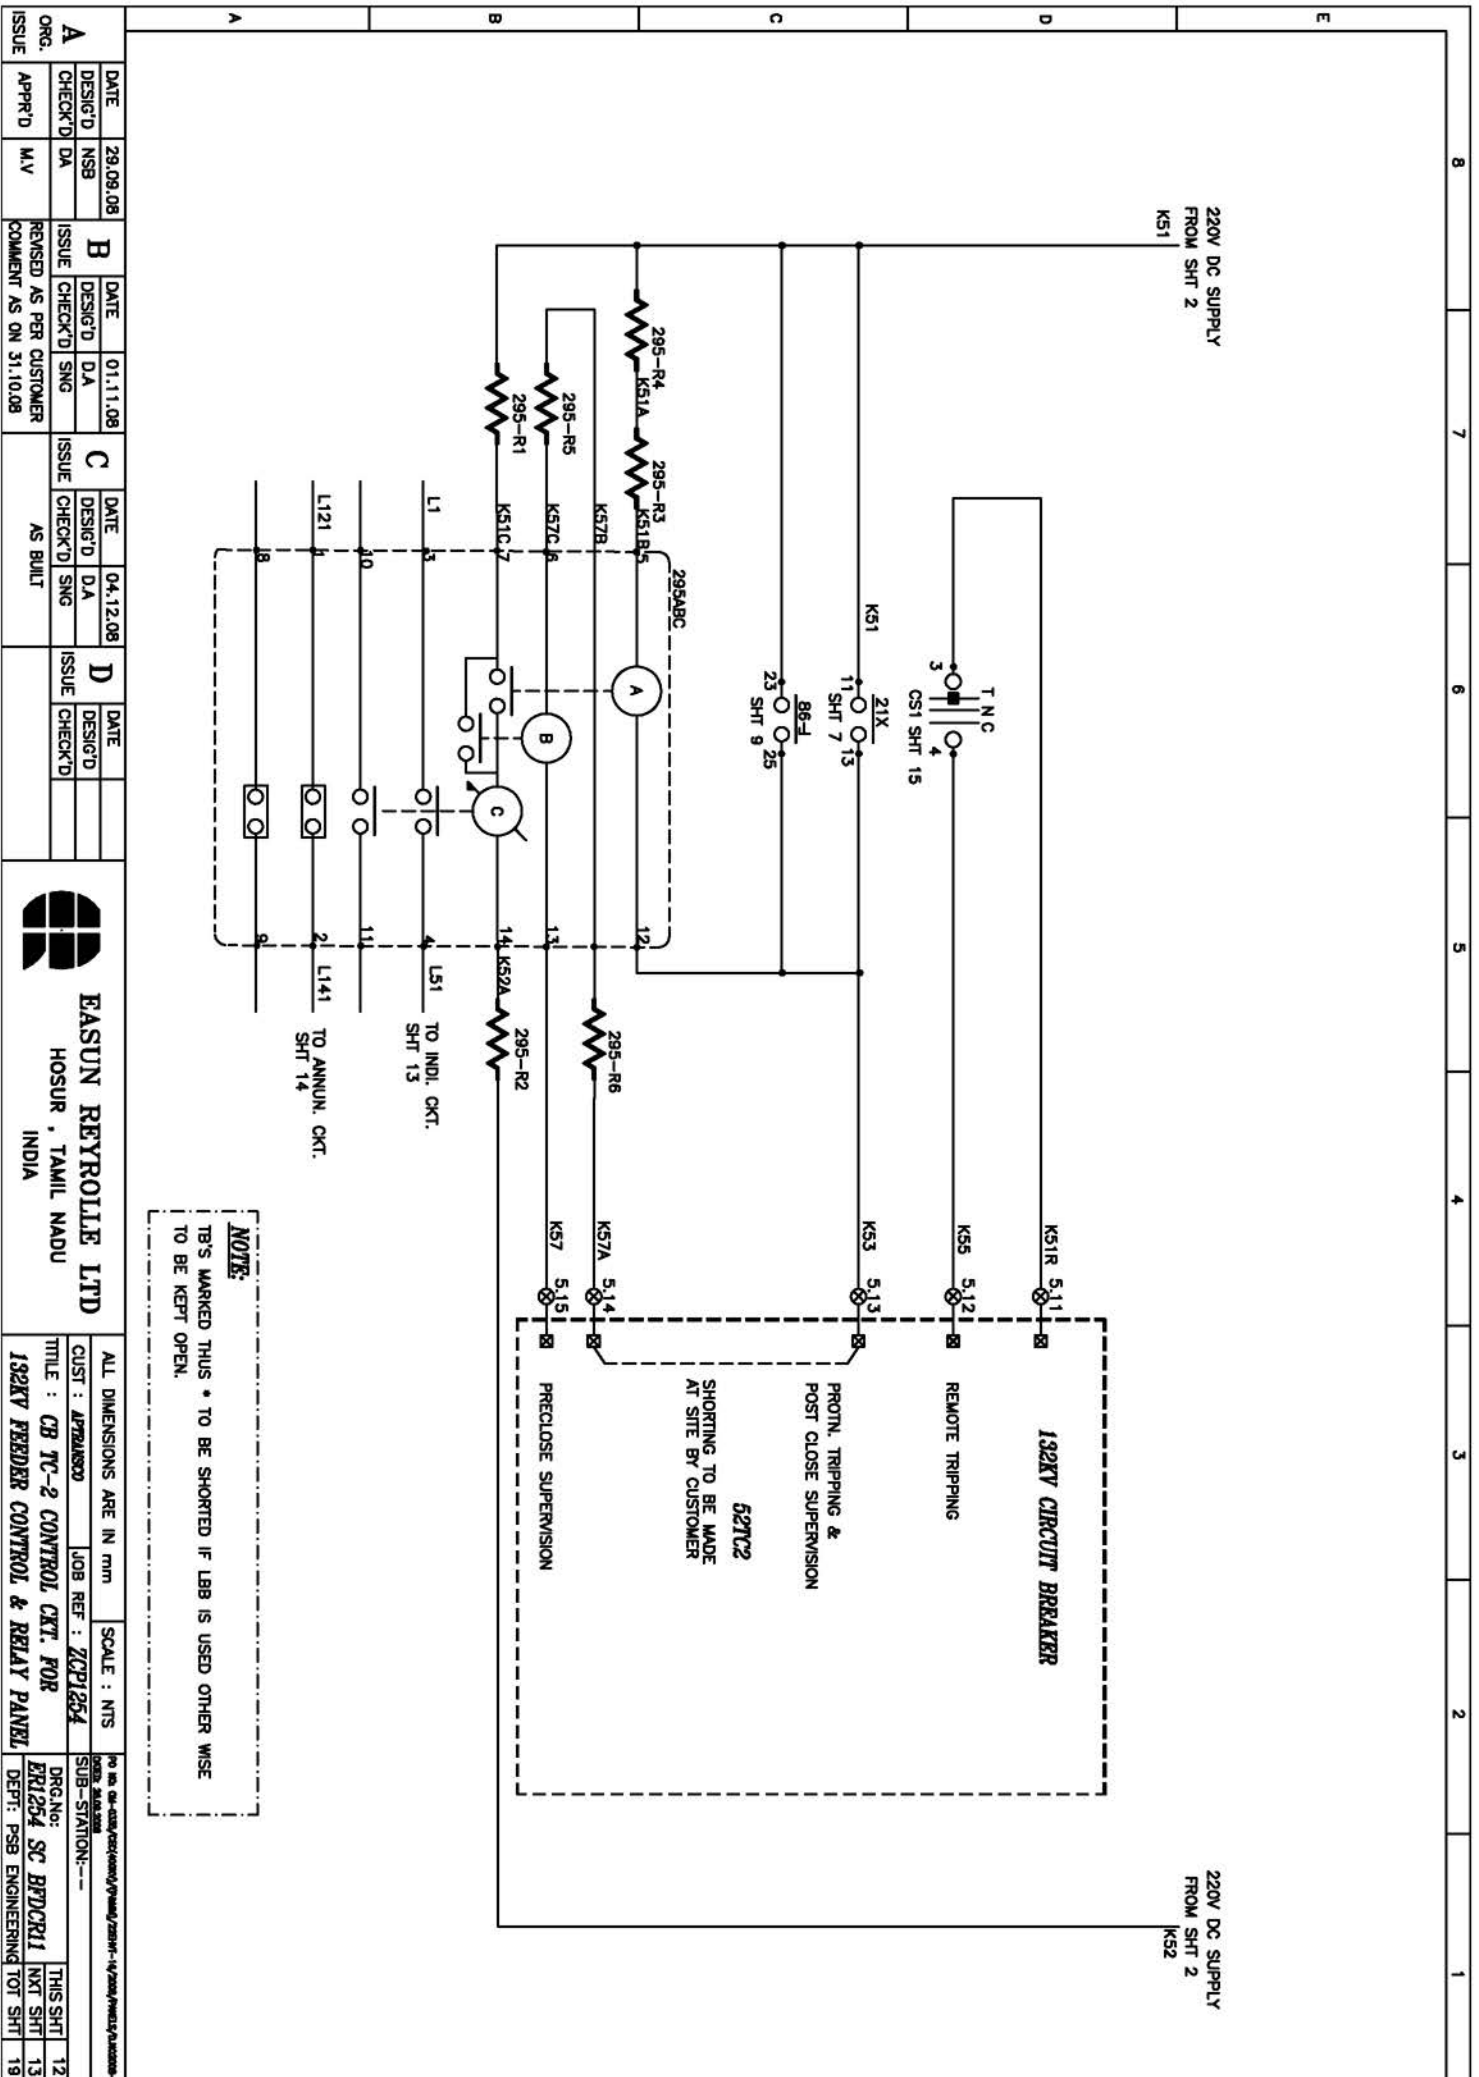 8
7
6
5
4
3
2
1
E
D
C
B
A
220V DC SUPPLY
FROM SHT 2
K51
220V DC SUPPLY
FROM SHT 2
K52
K51R
5.11
T N C
3
4
CS1 SHT 15
K55
5.12
132KV CIRCUIT BREAKER
REMOTE TRIPPING
K51
21X
11
13
SHT 7
K53
5.13
PROTN. TRIPPING &
POST CLOSE SUPERVISION
86-J
23
25
SHT 9
52TC2
SHORTING TO BE MADE
AT SITE BY CUSTOMER
295ABC
295-R4
K51A
295-R3
K51B
5
A
12
K57B
295-R6
K57A
5.14
295-R5
K57C
6
B
13
K57
5.15
PRECLOSE SUPERVISION
295-R1
K51C
7
C
14
K52A
295-R2
L1
3
4
L51
TO INDI. CKT.
SHT 13
10
11
L121
1
2
L141
TO ANNUN. CKT.
SHT 14
8
9
NOTE:
TB'S MARKED THUS * TO BE SHORTED IF LBB IS USED OTHER WISE
TO BE KEPT OPEN.
A
ORG.
ISSUE
DATE 29.09.08
DESIG'D NSB
CHECK'D DA
APPR'D M.V
B
ISSUE
DATE 01.11.08
DESIG'D D.A
CHECK'D SNG
REVISED AS PER CUSTOMER
COMMENT AS ON 31.10.08
C
ISSUE
DATE 04.12.08
DESIG'D D.A
CHECK'D SNG
AS BUILT
D
ISSUE
DATE
DESIG'D
CHECK'D
EASUN REYROLLE LTD
HOSUR , TAMIL NADU
INDIA
ALL DIMENSIONS ARE IN mm
SCALE : NTS
CUST : APTRANSCO
JOB REF : ZCP1254
TITILE : CB TC-2 CONTROL CKT. FOR
132KV FEEDER CONTROL & RELAY PANEL
SUB-STATION:--
DRG.No:
ER1254 SC BFDCR11
DEPT: PSB ENGINEERING
THIS SHT 12
NXT SHT 13
TOT SHT 19